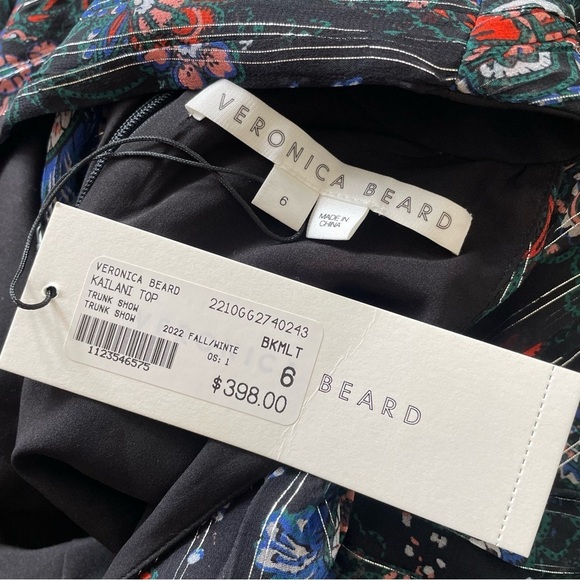 VERONICA BEARD
6
MADE IN
CHINA
VERONICA BEARD
KAILANI TOP
TRUNK SHOW
TRUNK SHOW
2210GG2740243
2022 FALL/WINTE
BKMLT
OS: 1
6
1123546575
$398.00
BEARD